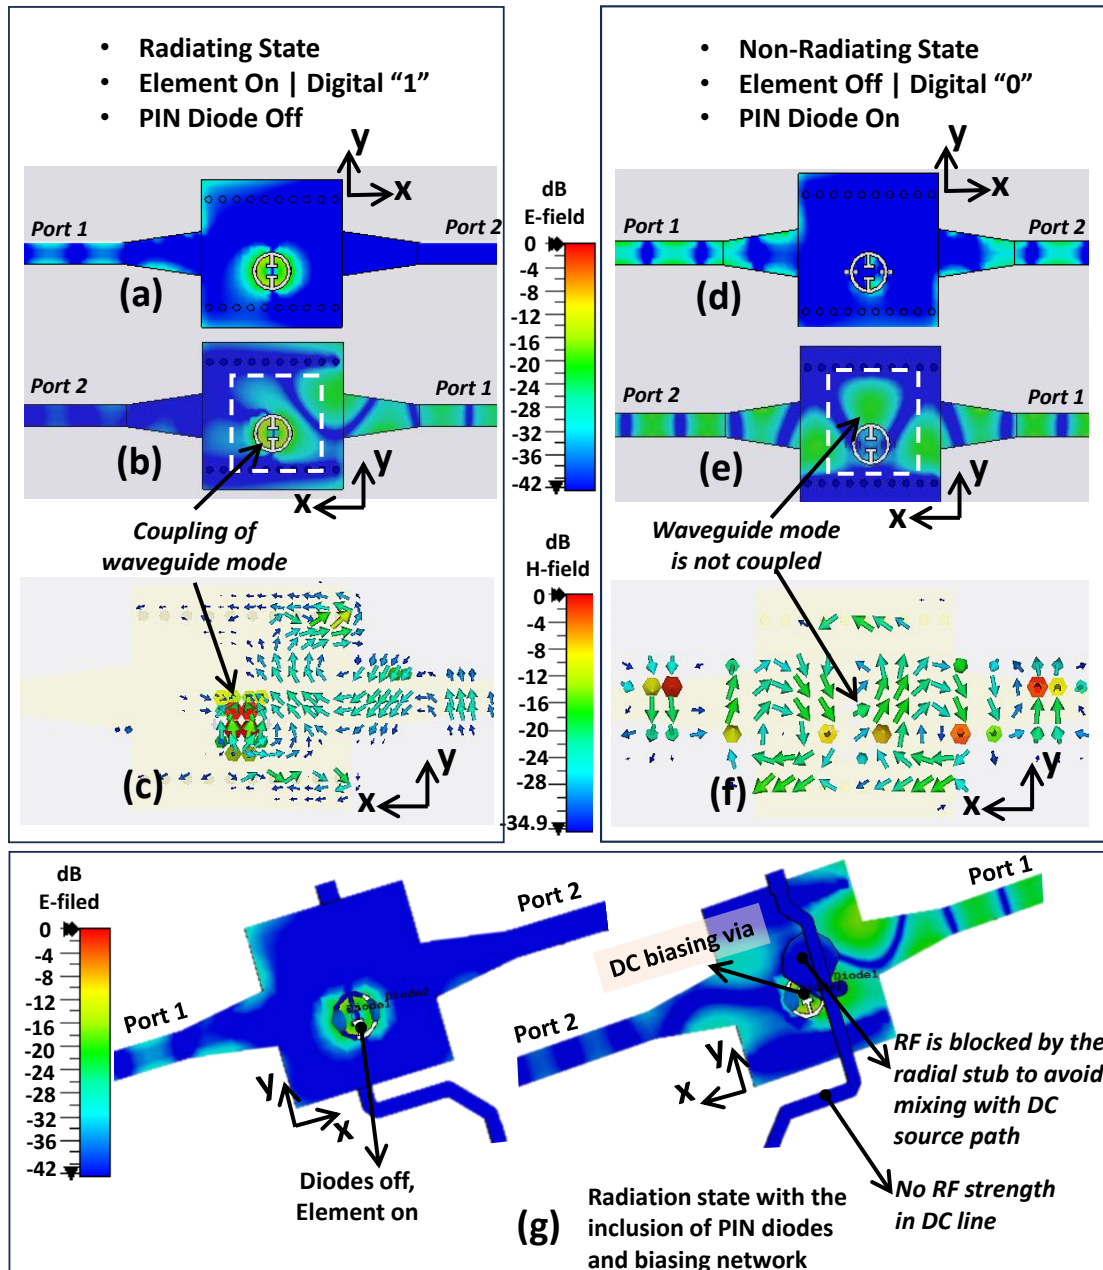 • Radiating State
• Element On | Digital “1”
• PIN Diode Off
y
x
Port 1
Port 2
(a)
Port 2
Port 1
(b)
y
x
Coupling of
waveguide mode
(c)
y
x
dB
E-field
0
-4
-8
-12
-16
-20
-24
-28
-32
-36
-42
dB
H-field
0
-4
-8
-12
-16
-20
-24
-28
-34.9
• Non-Radiating State
• Element Off | Digital “0”
• PIN Diode On
y
x
Port 1
Port 2
(d)
Port 2
Port 1
(e)
y
x
Waveguide mode
is not coupled
(f)
y
x
dB
E-filed
0
-4
-8
-12
-16
-20
-24
-28
-32
-36
-42
Port 1
Port 2
Diode1
Diode2
y
x
Diodes off,
Element on
Port 1
DC biasing via
Diode1
Port 2
y
x
RF is blocked by the
radial stub to avoid
mixing with DC
source path
No RF strength
in DC line
(g)
Radiation state with the
inclusion of PIN diodes
and biasing network